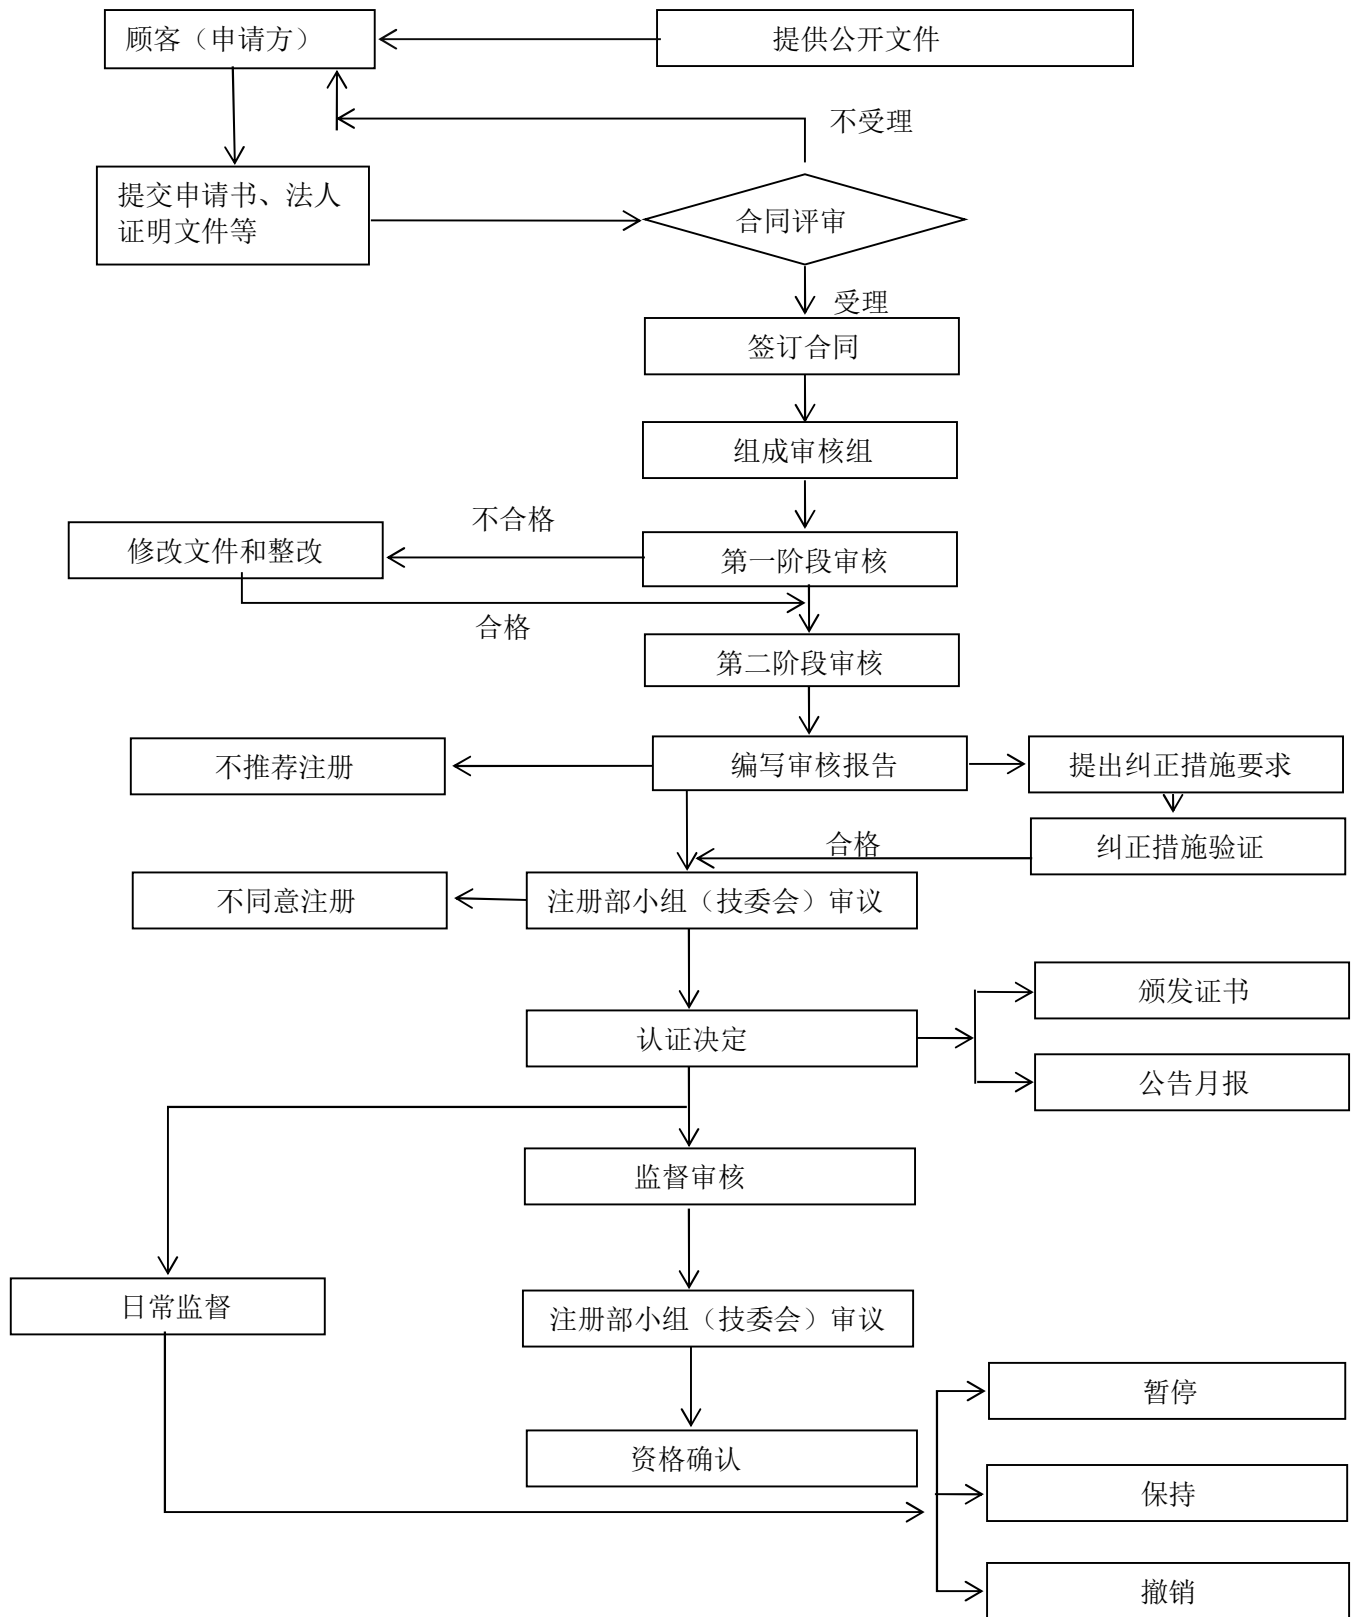 顾客（申请方）
提供公开文件
不受理
提交申请书、法人
证明文件等
合同评审
受理
签订合同
组成审核组
不合格
修改文件和整改
第一阶段审核
合格
第二阶段审核
不推荐注册
编写审核报告
提出纠正措施要求
合格
纠正措施验证
不同意注册
注册部小组（技委会）审议
颁发证书
认证决定
公告月报
监督审核
日常监督
注册部小组（技委会）审议
暂停
资格确认
保持
撤销